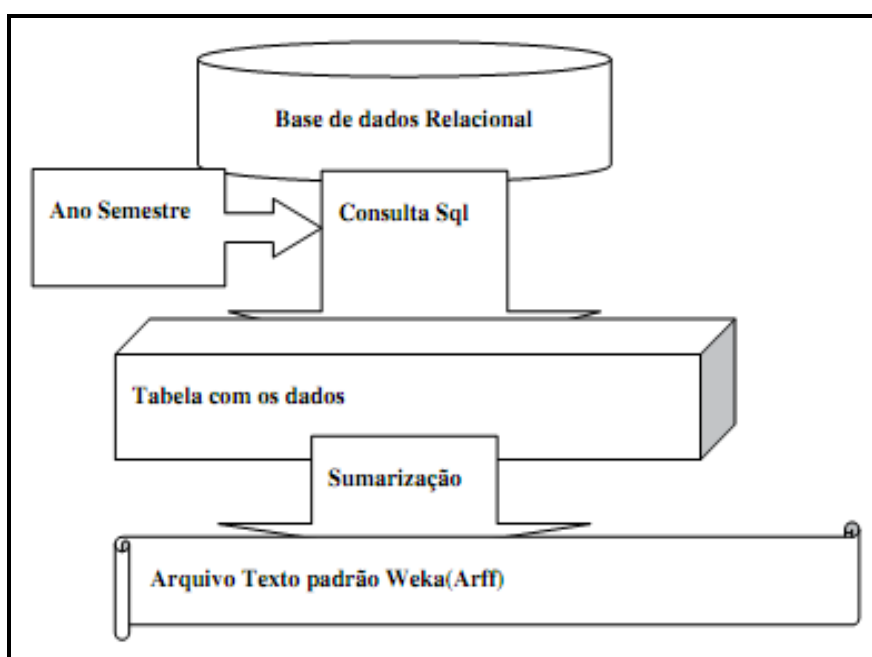 Base de dados Relacional
Ano Semestre
Consulta Sql
Tabela com os dados
Sumarização
Arquivo Texto padrão Weka(Arff)